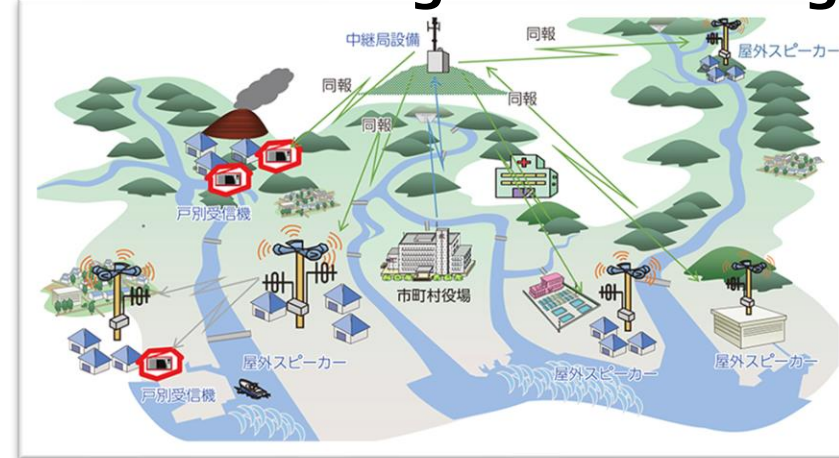 同報
中継局設備
屋外スピーカー
同報
同報
同報
戸別受信機
市町村役場
屋外スピーカー
屋外スピーカー
屋外スピーカー
戸別受信機